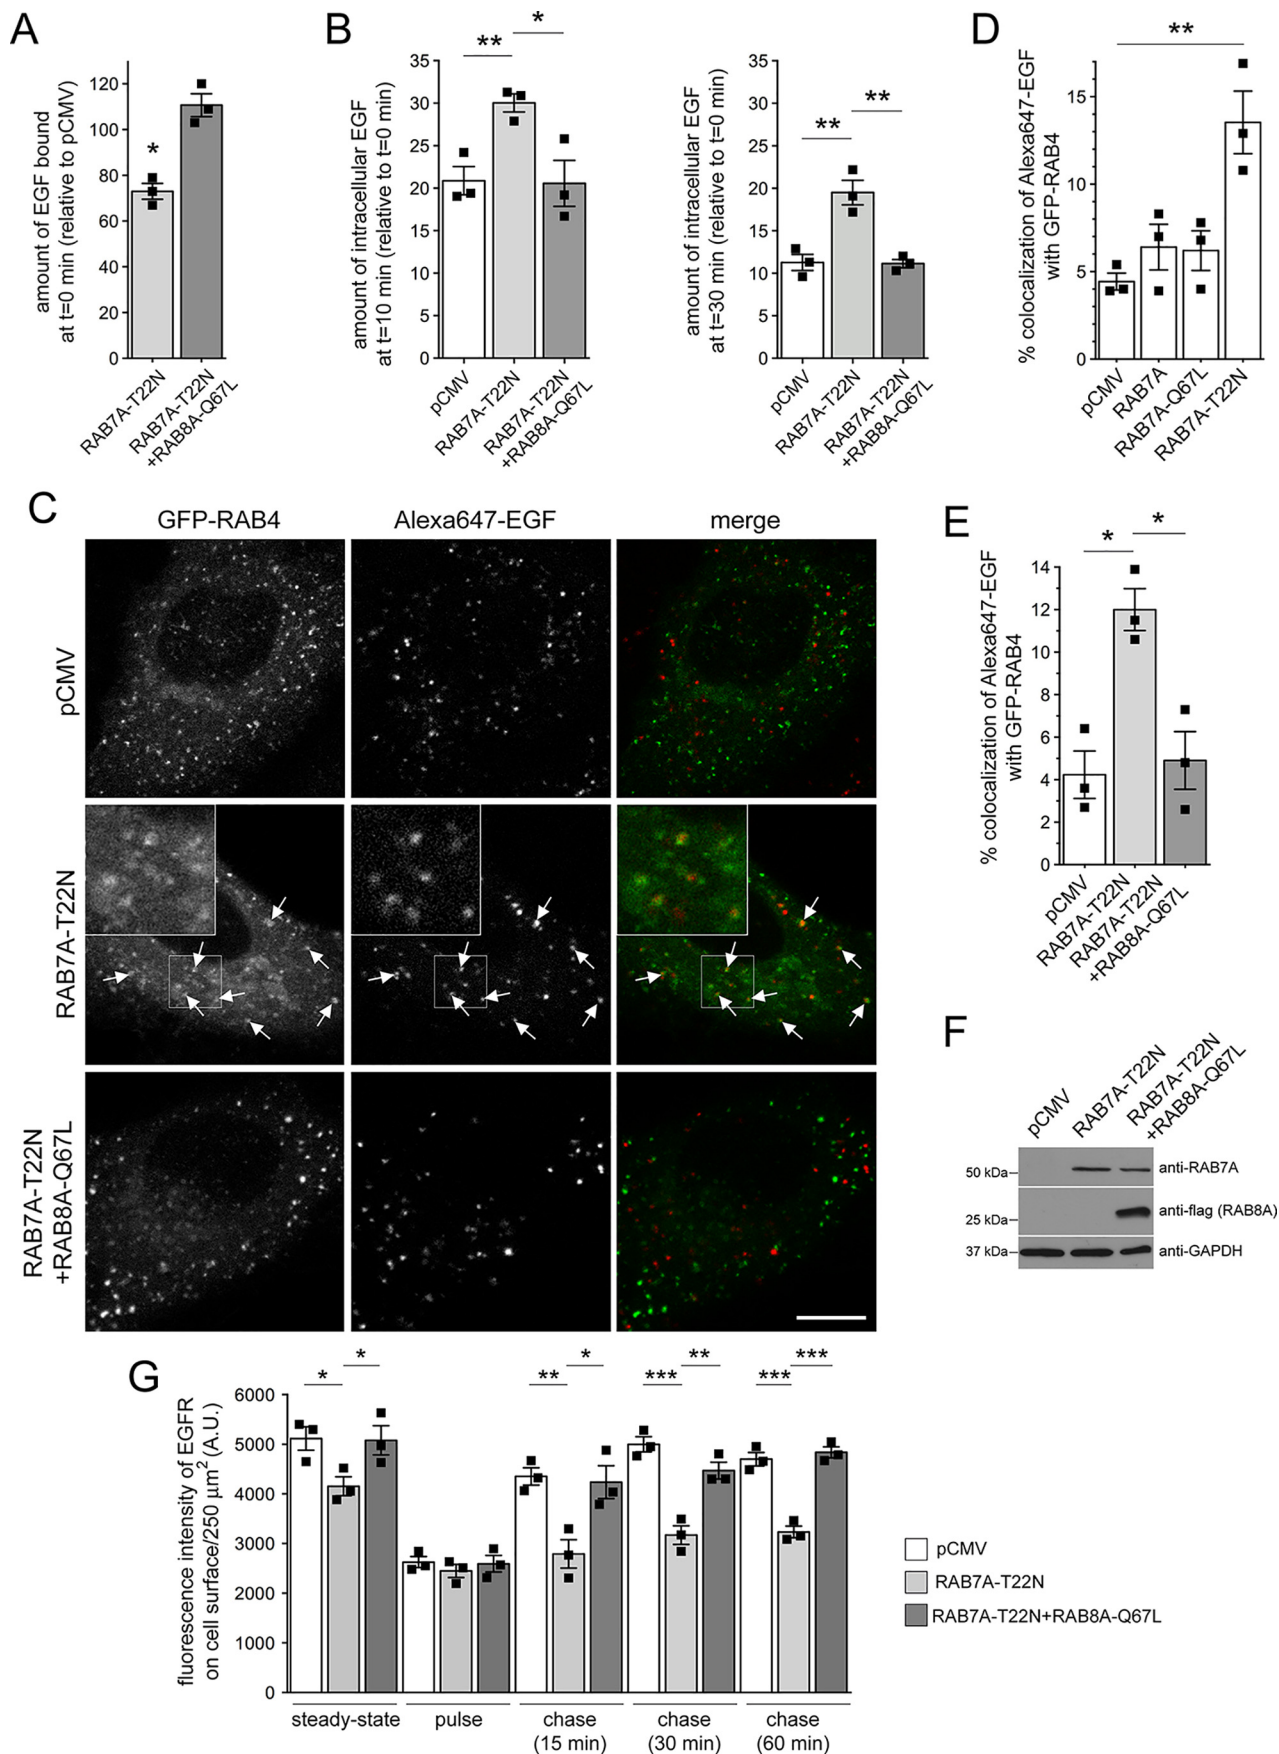 A
amount of EGF bound
at t=0 min (relative to pCMV)
120
100
80
60
40
20
0
*
RAB7A-T22N
RAB7A-T22N
+RAB8A-Q67L
B
amount of intracellular EGF
at t=10 min (relative to t=0 min)
35
30
25
20
15
10
5
0
**
*
pCMV
RAB7A-T22N
RAB7A-T22N
+RAB8A-Q67L
amount of intracellular EGF
at t=30 min (relative to t=0 min)
35
30
25
20
15
10
5
0
**
**
pCMV
RAB7A-T22N
RAB7A-T22N
+RAB8A-Q67L
D
% colocalization of Alexa647-EGF
with GFP-RAB4
15
10
5
0
**
pCMV
RAB7A
RAB7A-Q67L
RAB7A-T22N
C
GFP-RAB4
Alexa647-EGF
merge
pCMV
RAB7A-T22N
RAB7A-T22N
+RAB8A-Q67L
E
% colocalization of Alexa647-EGF
with GFP-RAB4
14
12
10
8
6
4
2
0
*
*
pCMV
RAB7A-T22N
RAB7A-T22N
+RAB8A-Q67L
F
pCMV
RAB7A-T22N
RAB7A-T22N
+RAB8A-Q67L
50 kDa
anti-RAB7A
25 kDa
anti-flag (RAB8A)
37 kDa
anti-GAPDH
G
fluorescence intensity of EGFR
on cell surface/250 µm² (A.U.)
6000
5000
4000
3000
2000
1000
0
*
*
**
*
***
**
***
***
steady-state
pulse
chase
(15 min)
chase
(30 min)
chase
(60 min)
pCMV
RAB7A-T22N
RAB7A-T22N+RAB8A-Q67L